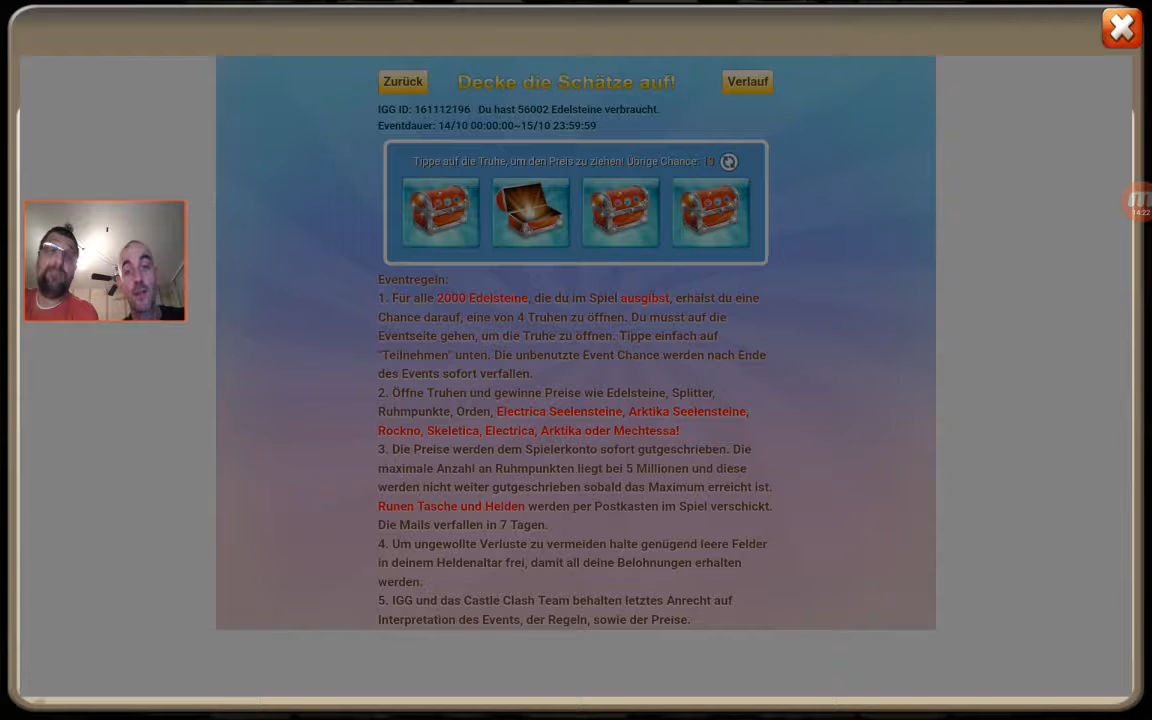 Zurück
Decke die Schätze auf!
Verlauf
IGG ID: 161112196 Du hast 56002 Edelsteine verbraucht.
Eventdauer: 14/10 00:00:00~15/10 23:59:59
Tippe auf die Truhe, um den Preis zu ziehen! Übrige Chance:
Eventregeln:
1. Für alle 2000 Edelsteine, die du im Spiel ausgibst, erhälst du eine
Chance darauf, eine von 4 Truhen zu öffnen. Du musst auf die
Eventseite gehen, um die Truhe zu öffnen. Tippe einfach auf
"Teilnehmen" unten. Die unbenutzte Event Chance werden nach Ende
des Events sofort verfallen.
2. Öffne Truhen und gewinne Preise wie Edelsteine, Splitter,
Ruhmpunkte, Orden, Electrica Seelensteine, Arktika Seelensteine,
Rockno, Skeletica, Electrica, Arktika oder Mechtessa!
3. Die Preise werden dem Spielerkonto sofort gutgeschrieben. Die
maximale Anzahl an Ruhmpunkten liegt bei 5 Millionen und diese
werden nicht weiter gutgeschrieben sobald das Maximum erreicht ist.
Runen Tasche und Helden werden per Postkasten im Spiel verschickt.
Die Mails verfallen in 7 Tagen.
4. Um ungewollte Verluste zu vermeiden halte genügend leere Felder
in deinem Heldenaltar frei, damit all deine Belohnungen erhalten
werden.
5. IGG und das Castle Clash Team behalten letztes Anrecht auf
Interpretation des Events, der Regeln, sowie der Preise.
14:22